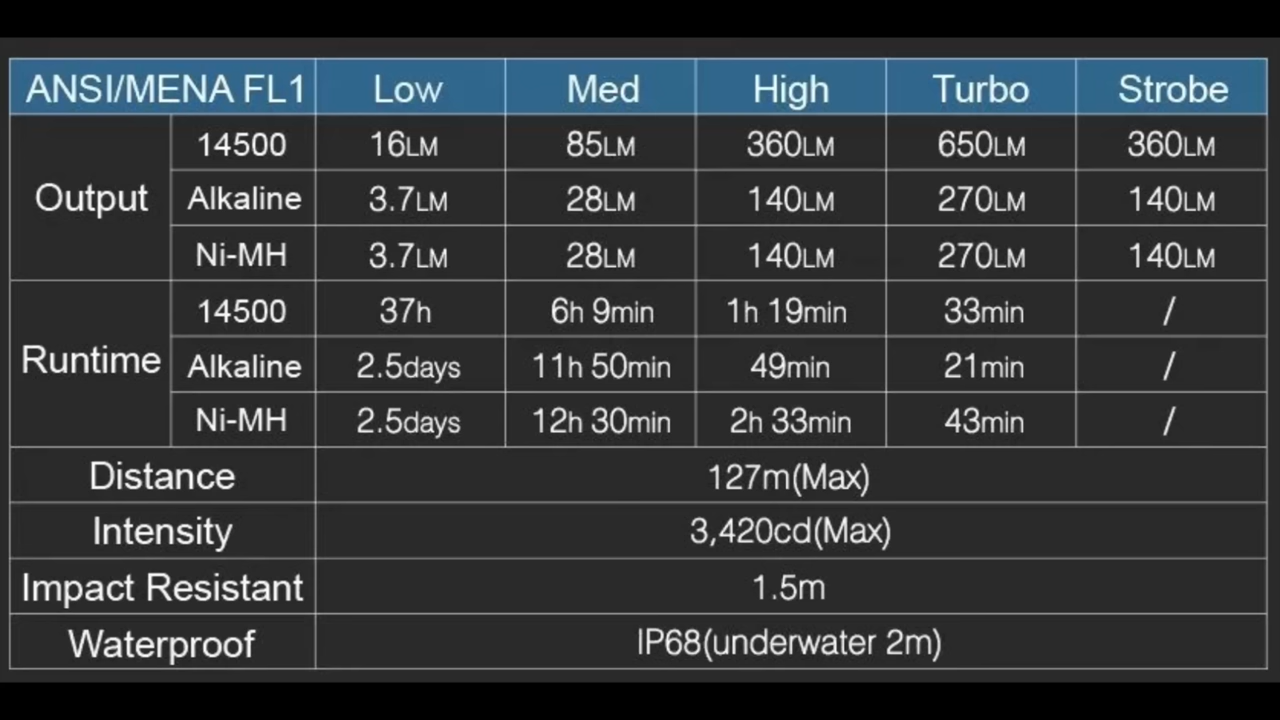 ANSI/MENA FL1 Low Med High Turbo Strobe
Output
14500 16LM 85LM 360LM 650LM 360LM
Alkaline 3.7LM 28LM 140LM 270LM 140LM
Ni-MH 3.7LM 28LM 140LM 270LM 140LM
Runtime
14500 37h 6h 9min 1h 19min 33min /
Alkaline 2.5days 11h 50min 49min 21min /
Ni-MH 2.5days 12h 30min 2h 33min 43min /
Distance 127m(Max)
Intensity 3,420cd(Max)
Impact Resistant 1.5m
Waterproof IP68(underwater 2m)